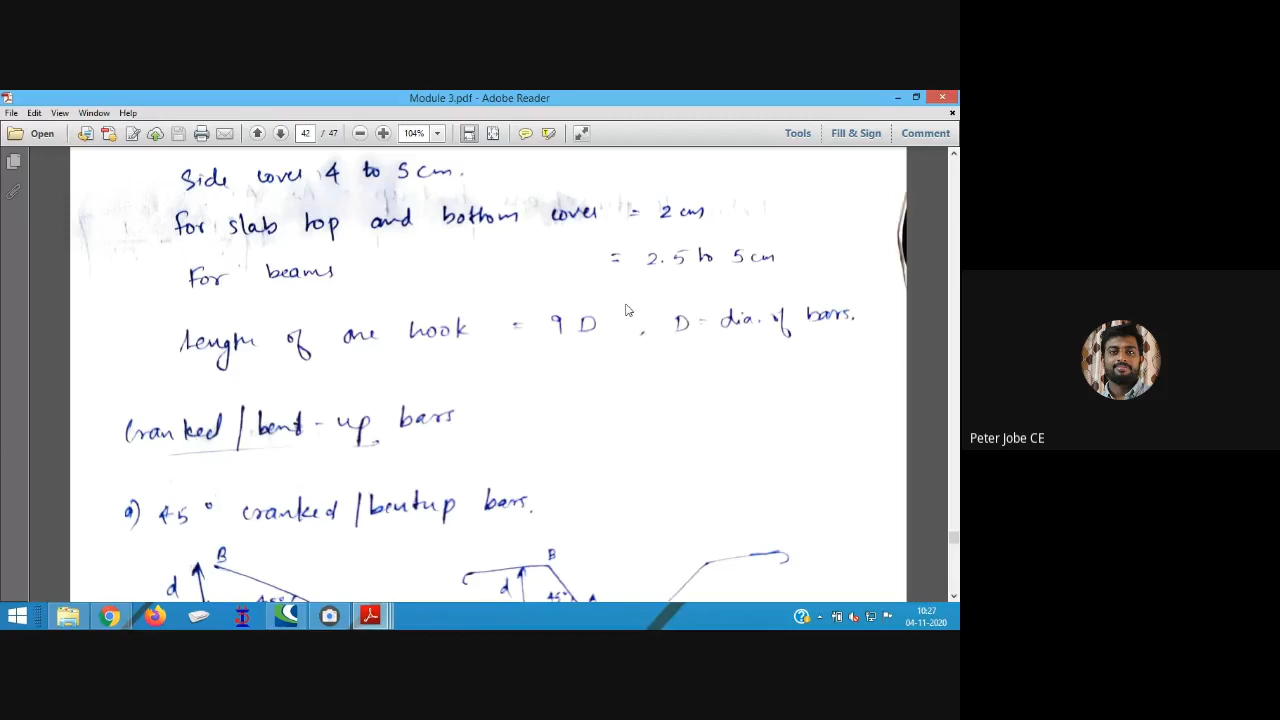 Module 3.pdf - Adobe Reader
File Edit View Window Help
Open 42 / 47 104% Tools Fill & Sign Comment
Side cover 4 to 5 cm.
for slab top and bottom cover = 2 cm
For beams = 2.5 to 5 cm
Length of one hook = 9 D , D = dia. of bars.
Cranked / bent - up bars
a) 45° cranked / bentup bars.
B B
d d
45° 45° A
Peter Jobe CE
10:27
04-11-2020